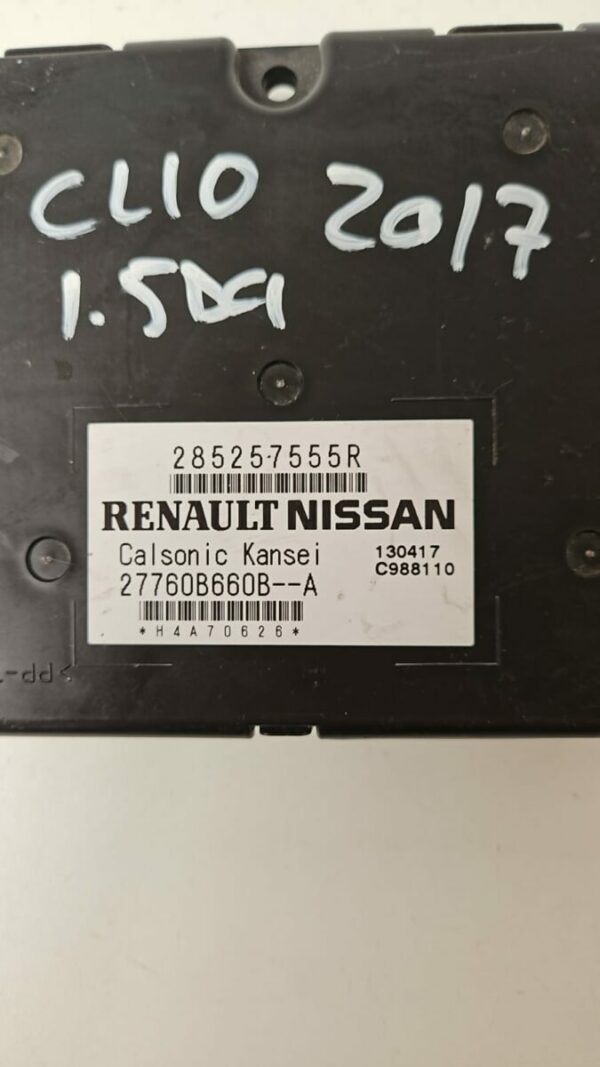 CLIO 2017
1.5DCI
285257555R
RENAULT NISSAN
Calsonic Kansei 130417
27760B660B--A C988110
*H4A70626*